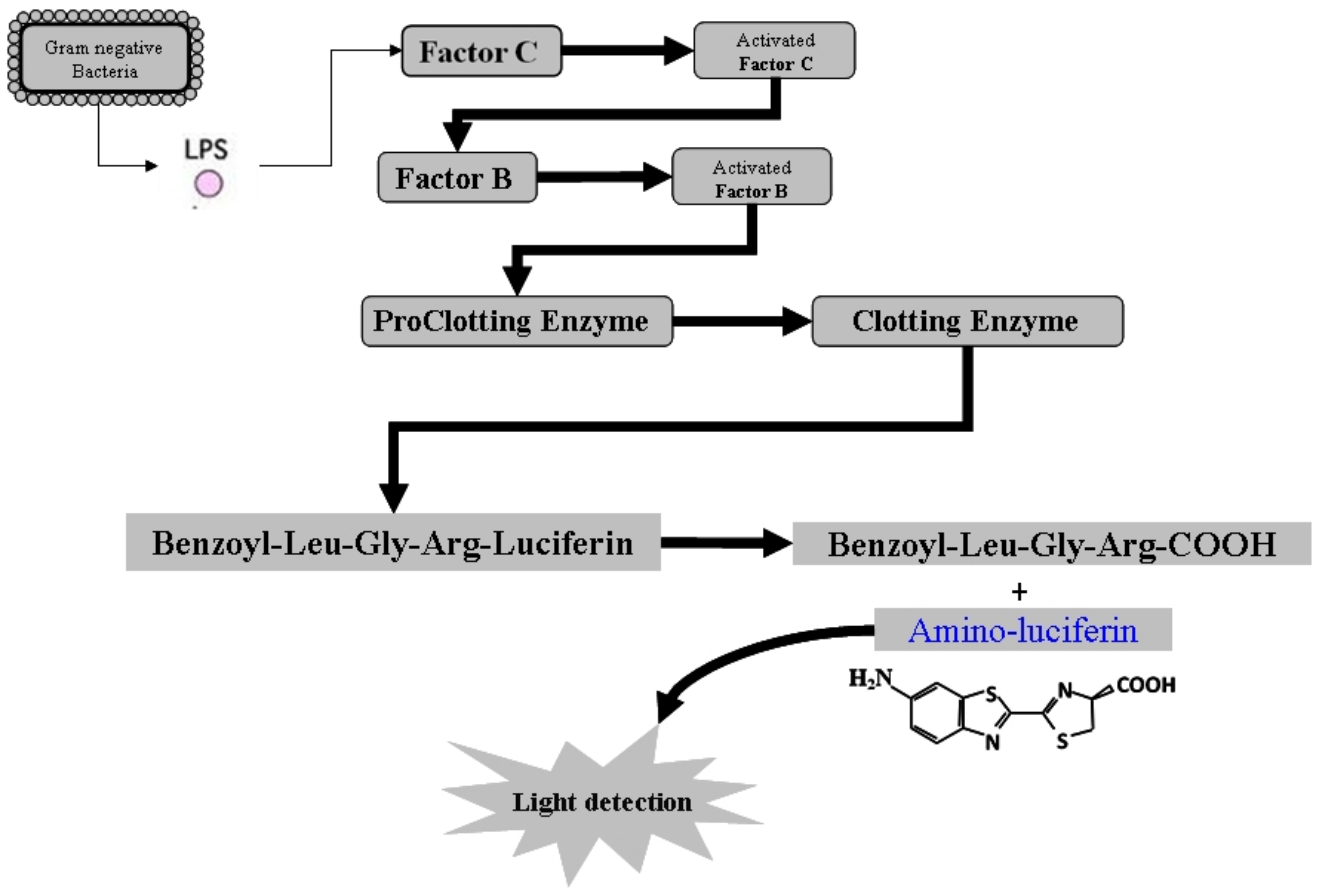 Gram negative
Bacteria
LPS
Factor C
Activated
Factor C
Factor B
Activated
Factor B
ProClotting Enzyme
Clotting Enzyme
Benzoyl-Leu-Gly-Arg-Luciferin
Benzoyl-Leu-Gly-Arg-COOH
+
Amino-luciferin
H₂N
S
N
N
S
COOH
Light detection